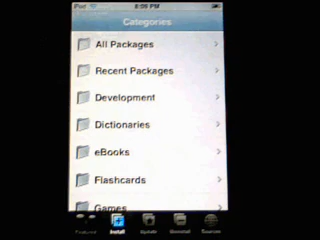 iPod 8:09 PM
Categories
All Packages
Recent Packages
Development
Dictionaries
eBooks
Flashcards
Games
Featured Install Update Uninstall Sources